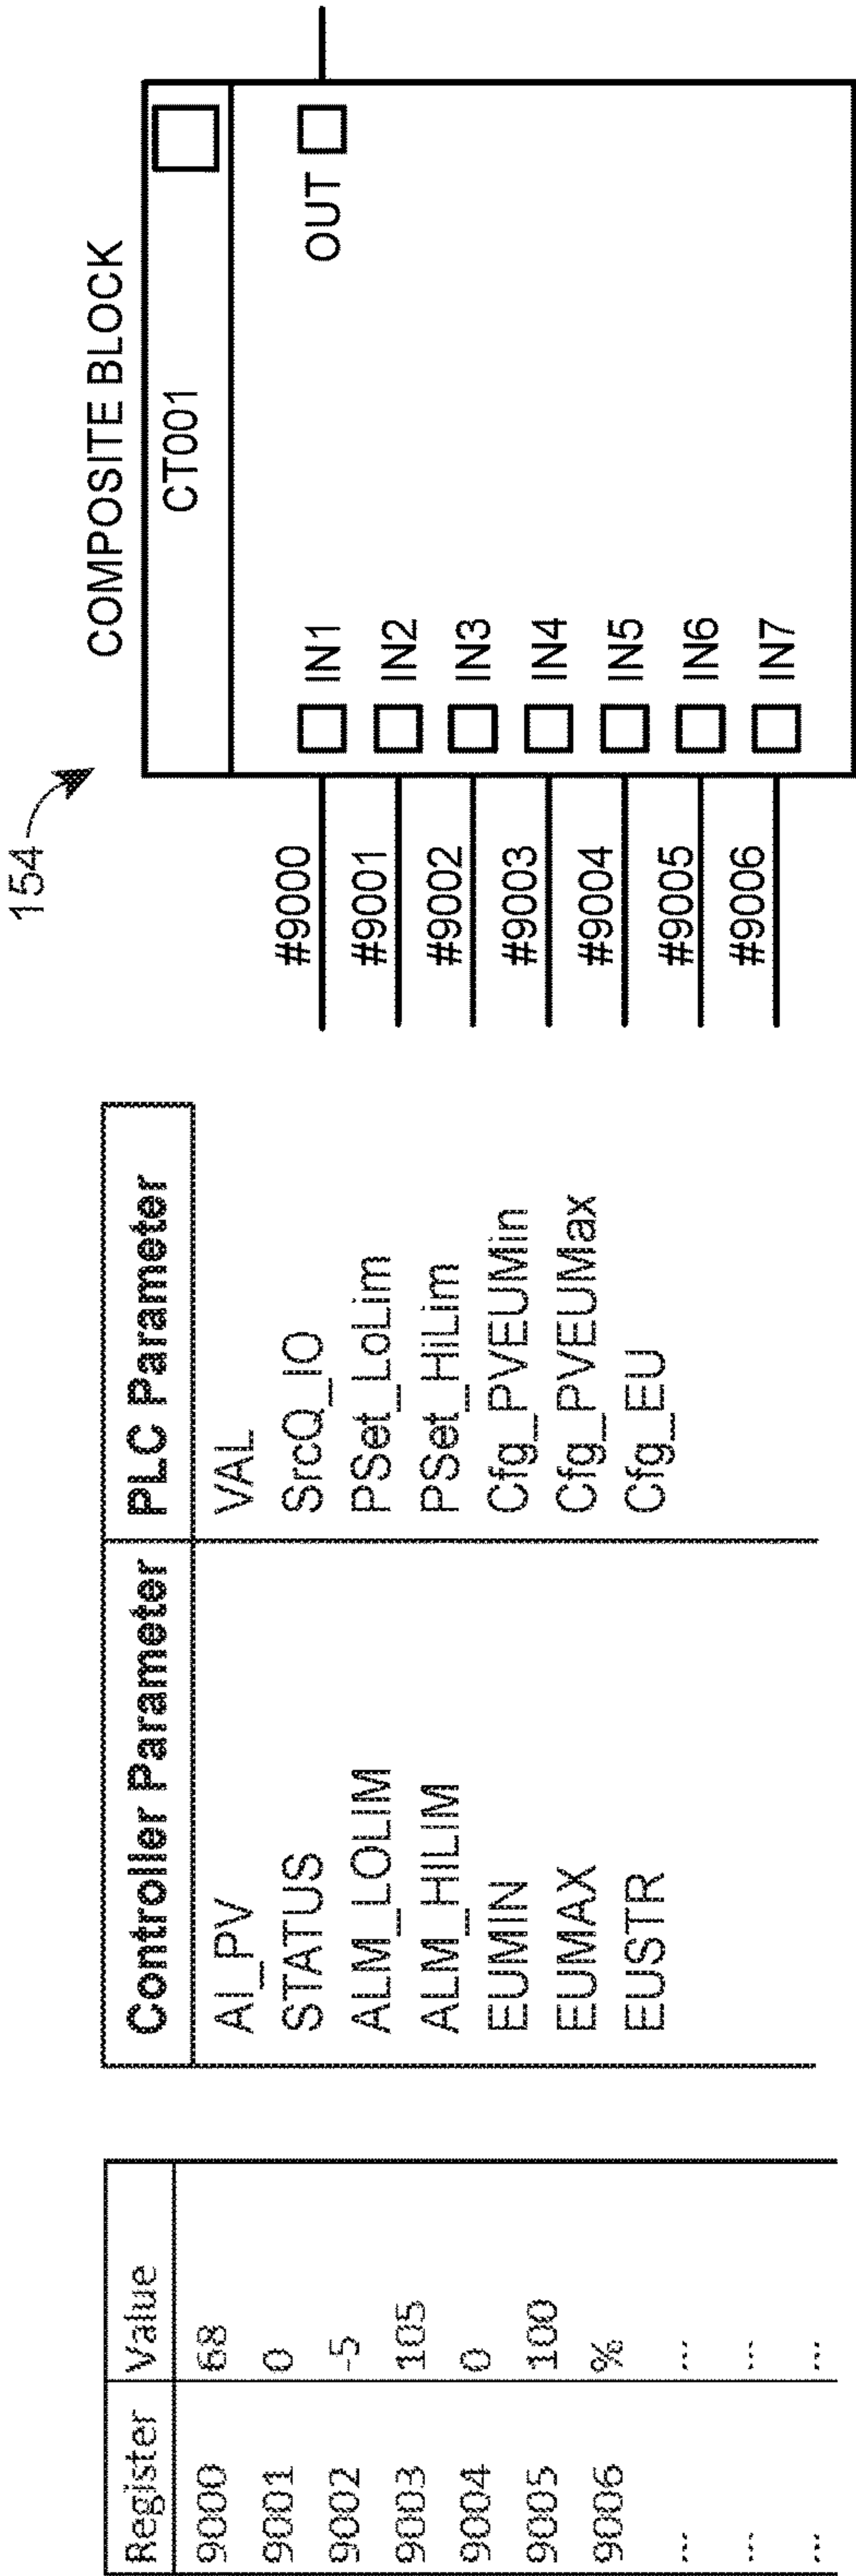 Register Value
9000 68
9001 0
9002 -5
9003 105
9004 0
9005 100
9006 %
... ...
... ...
... ...
Controller Parameter PLC Parameter
AI_PV VAL
STATUS SrcQ_IO
ALM_LOLIM PSet_LoLim
ALM_HILIM PSet_HiLim
EUMIN Cfg_PVEUMin
EUMAX Cfg_PVEUMax
EUSTR Cfg_EU
154
COMPOSITE BLOCK
CT001
#9000 IN1 OUT
#9001 IN2
#9002 IN3
#9003 IN4
#9004 IN5
#9005 IN6
#9006 IN7